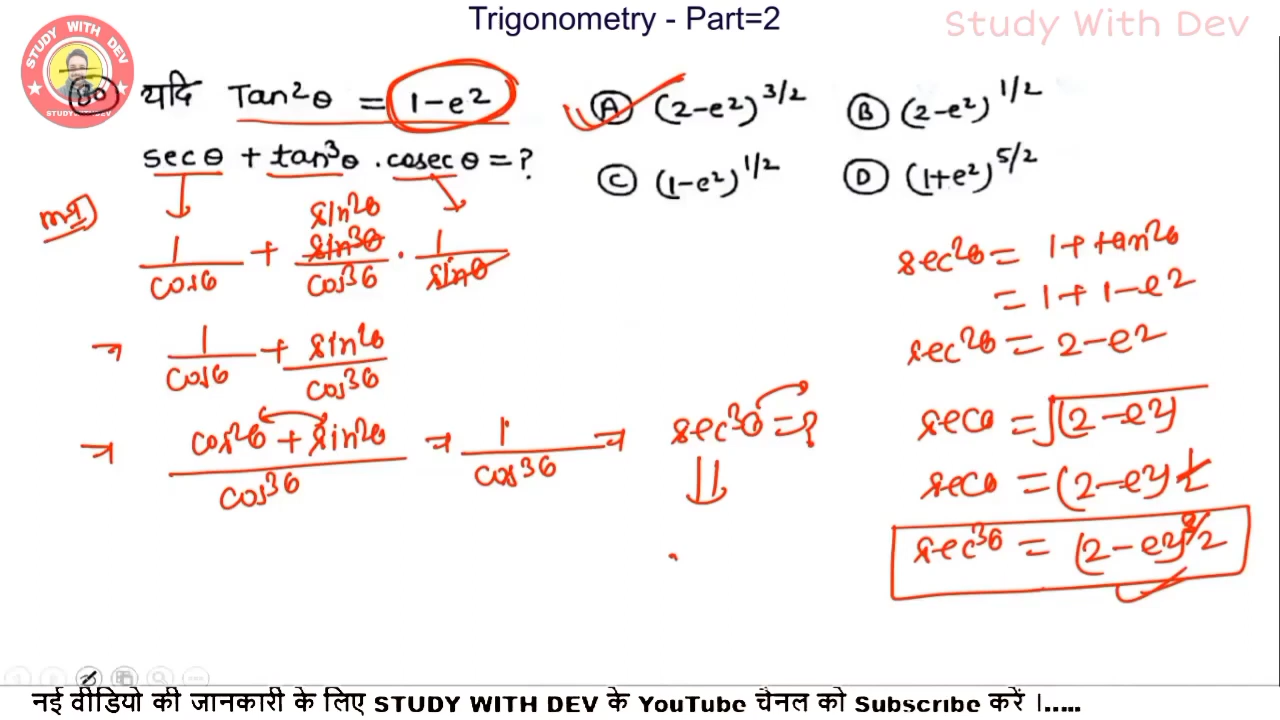 Trigonometry - Part=2
Study With Dev
STUDY WITH DEV
STUDYWITHDEV
30 यदि Tan²θ = 1-e²
secθ + tan³θ . cosecθ = ?
A (2-e²)^3/2
B (2-e²)^1/2
C (1-e²)^1/2
D (1+e²)^5/2
1/cosθ + sin²θ sin³θ/cos³θ . 1/sinθ
→ 1/cosθ + sin²θ/cos³θ
→ cos²θ + sin²θ/cos³θ → 1/cos³θ → sec³θ = ?
sec²θ = 1 + tan²θ
= 1 + 1 - e²
sec²θ = 2 - e²
secθ = √(2-e²)
secθ = (2-e²)^½
sec³θ = (2-e²)^3/2
नई वीडियो की जानकारी के लिए STUDY WITH DEV के YouTube चैनल को Subscribe करें ।.....